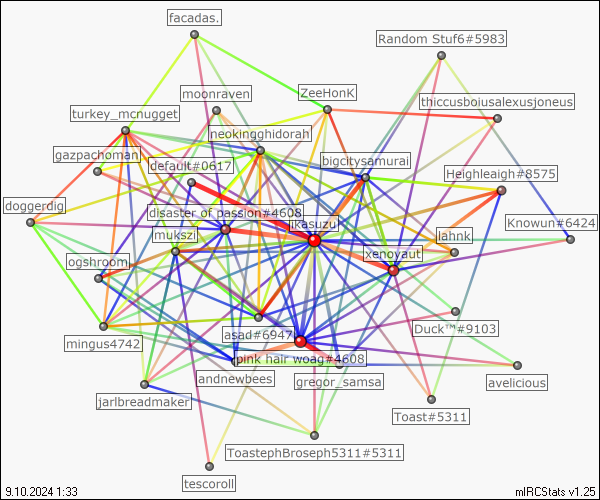 facadas.
Random Stuf6#5983
moonraven
ZeeHonK
thiccusboiusalexusjoneus
turkey_mcnugget
neokingghidorah
gazpachoman
default#0617
bigcitysamurai
Heighleaigh#8575
doggerdig
disaster of passion#4608
ikasuzu
Knowun#6424
mukszi
xenoyaut
lahnk
ogshroom
mingus4742
asad#6947
Duck™#9103
pink hair woag#4608
andnewbees
gregor_samsa
avelicious
jarlbreadmaker
Toast#5311
ToastephBroseph5311#5311
tescoroll
9.10.2024 1:33
mIRCStats v1.25